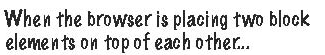 When the browser is placing two block
elements on top of each other...